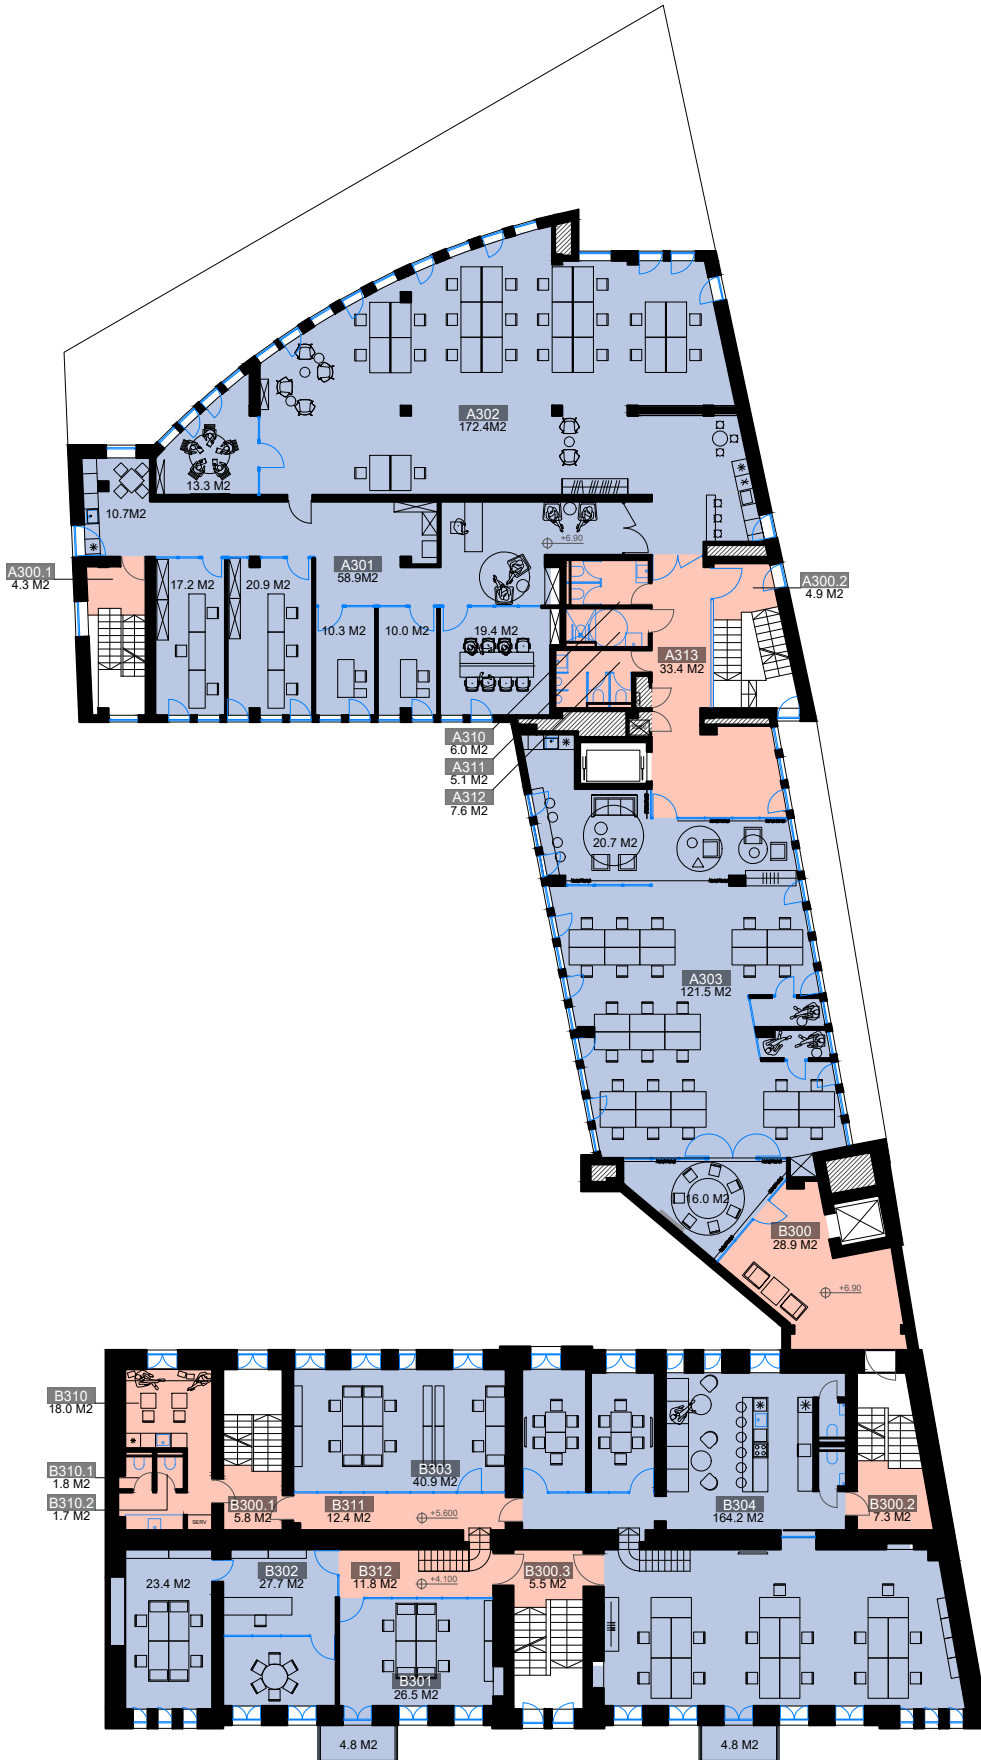 A302
172.4M2
13.3 M2
10.7M2
+6.90
A301
58.9M2
A300.1
4.3 M2
17.2 M2
20.9 M2
A300.2
4.9 M2
10.3 M2
10.0 M2
19.4 M2
A313
33.4 M2
A310
6.0 M2
A311
5.1 M2
A312
7.6 M2
20.7 M2
A303
121.5 M2
16.0 M2
B300
28.9 M2
+6.90
B310
18.0 M2
B303
40.9 M2
B310.1
1.8 M2
B310.2
1.7 M2
SERV
B300.1
5.8 M2
B311
12.4 M2
+5.600
B304
164.2 M2
B300.2
7.3 M2
23.4 M2
B302
27.7 M2
B312
11.8 M2
+4.100
B300.3
5.5 M2
B301
26.5 M2
4.8 M2
4.8 M2